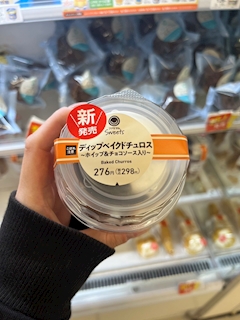 新
発売
Sweets
ディップベイクドチュロス
~ホイップ&チョコソース入り~
Baked Churros
276円(税込298円)